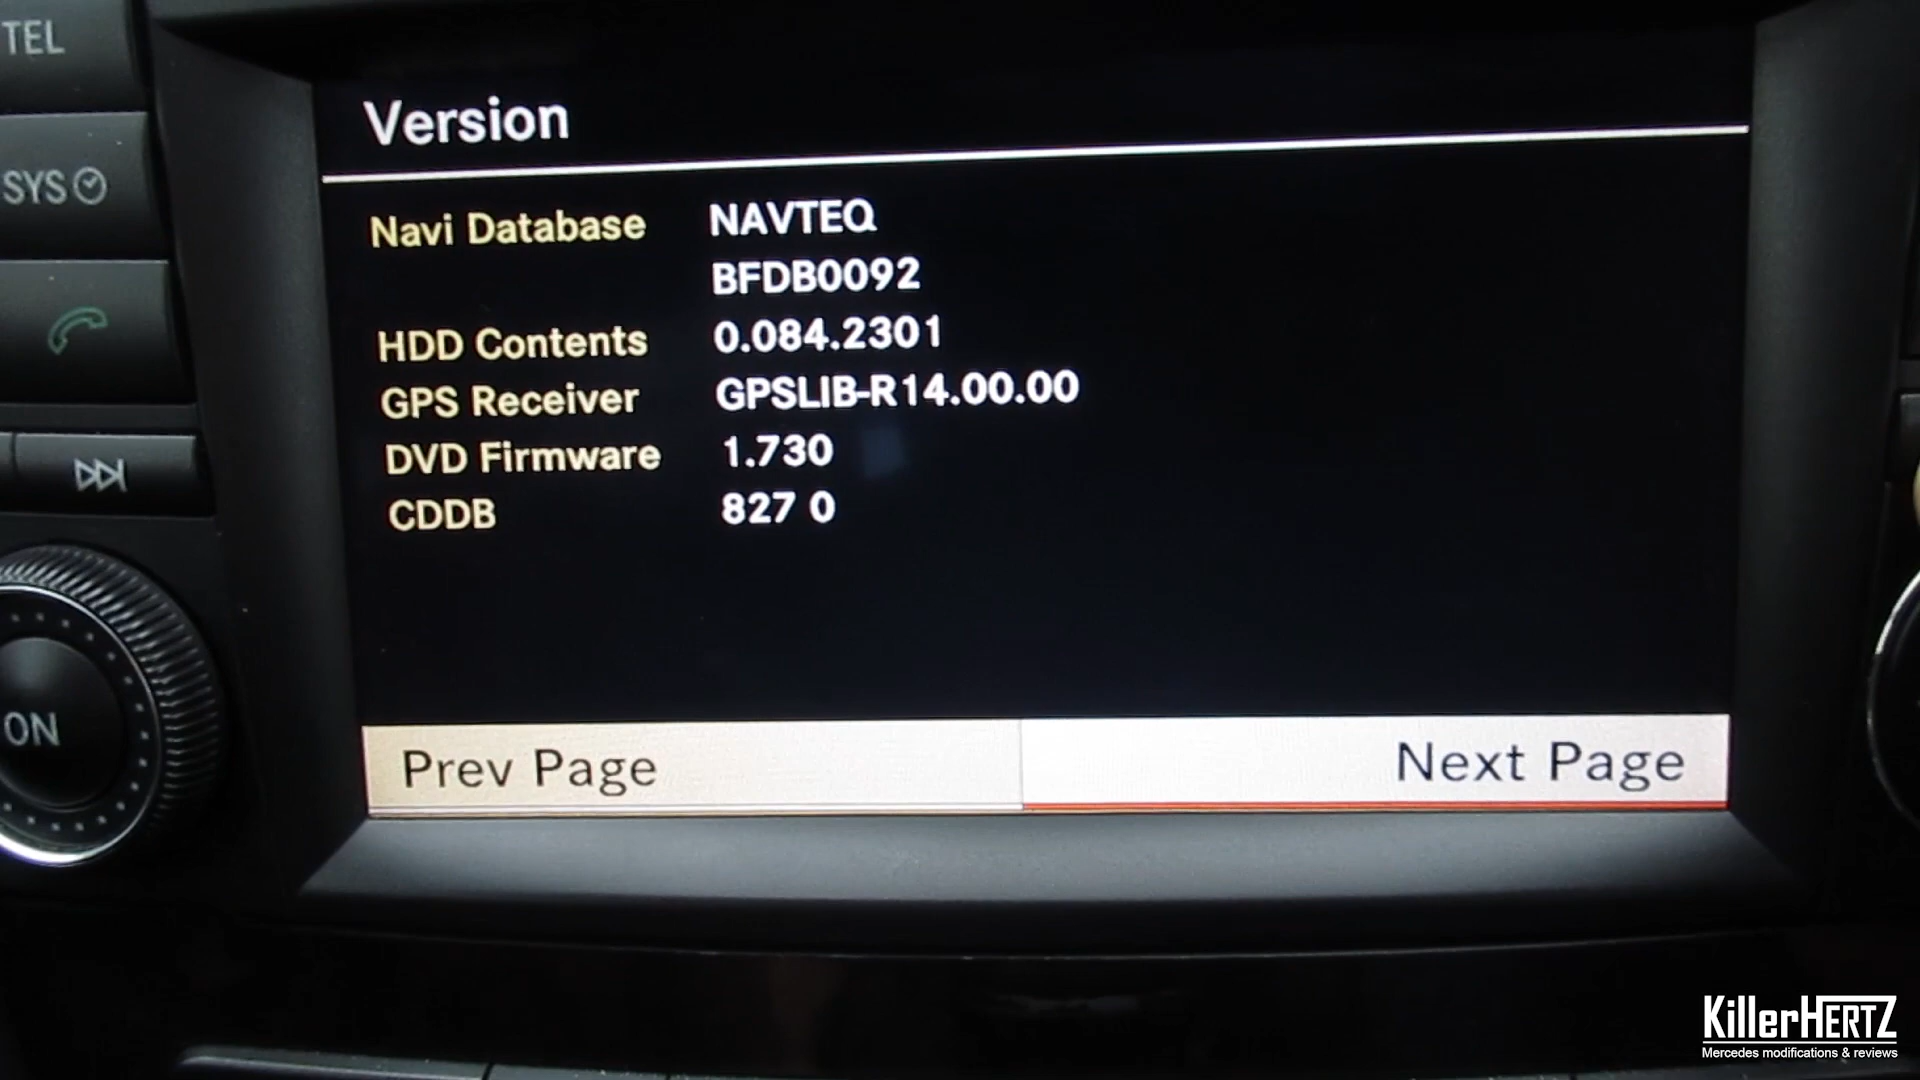 TEL
SYS
ON
Version
Navi Database NAVTEQ
BFDB0092
HDD Contents 0.084.2301
GPS Receiver GPSLIB-R14.00.00
DVD Firmware 1.730
CDDB 827 0
Prev Page Next Page
KillerHERTZ
Mercedes modifications & reviews